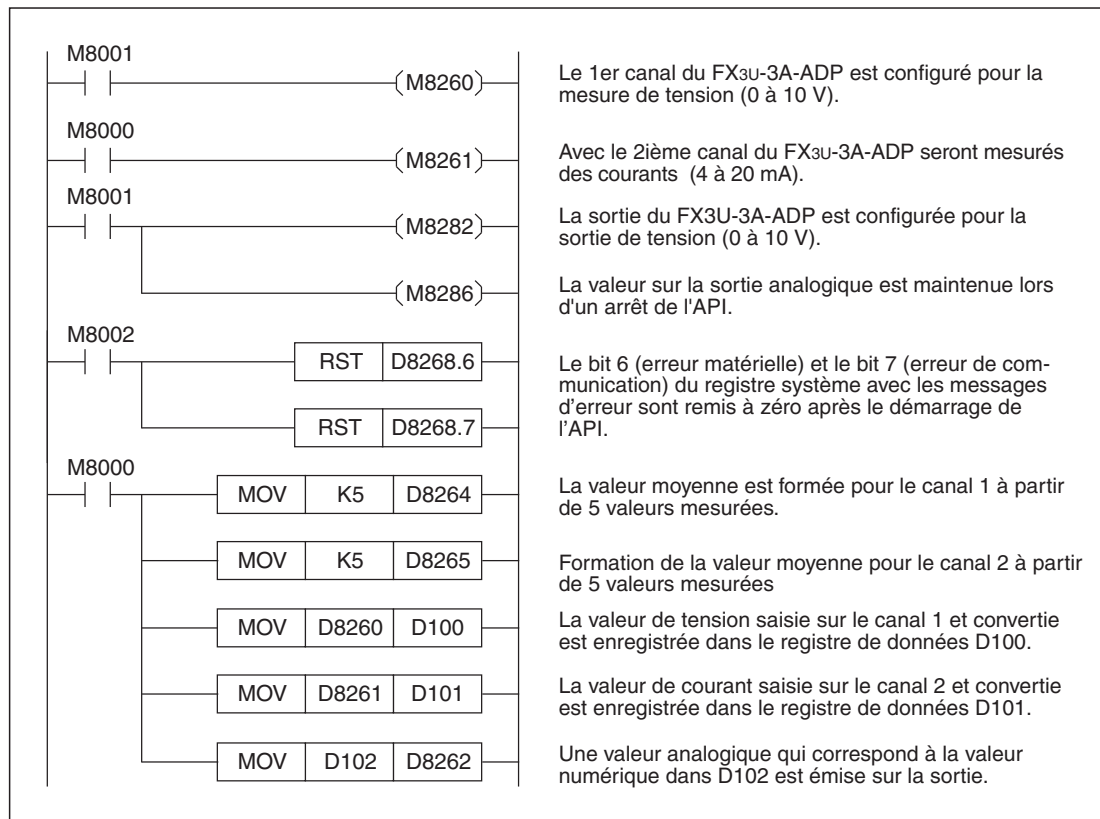 M8001
M8260
Le 1er canal du FX3U-3A-ADP est configuré pour la
mesure de tension (0 à 10 V).
M8000
M8261
Avec le 2ième canal du FX3U-3A-ADP seront mesurés
des courants (4 à 20 mA).
M8001
M8282
La sortie du FX3U-3A-ADP est configurée pour la
sortie de tension (0 à 10 V).
M8286
La valeur sur la sortie analogique est maintenue lors
d'un arrêt de l'API.
M8002
RST D8268.6
RST D8268.7
Le bit 6 (erreur matérielle) et le bit 7 (erreur de com-
munication) du registre système avec les messages
d'erreur sont remis à zéro après le démarrage de
l'API.
M8000
MOV K5 D8264
La valeur moyenne est formée pour le canal 1 à partir
de 5 valeurs mesurées.
MOV K5 D8265
Formation de la valeur moyenne pour le canal 2 à partir
de 5 valeurs mesurées
MOV D8260 D100
La valeur de tension saisie sur le canal 1 et convertie
est enregistrée dans le registre de données D100.
MOV D8261 D101
La valeur de courant saisie sur le canal 2 et convertie
est enregistrée dans le registre de données D101.
MOV D102 D8262
Une valeur analogique qui correspond à la valeur
numérique dans D102 est émise sur la sortie.